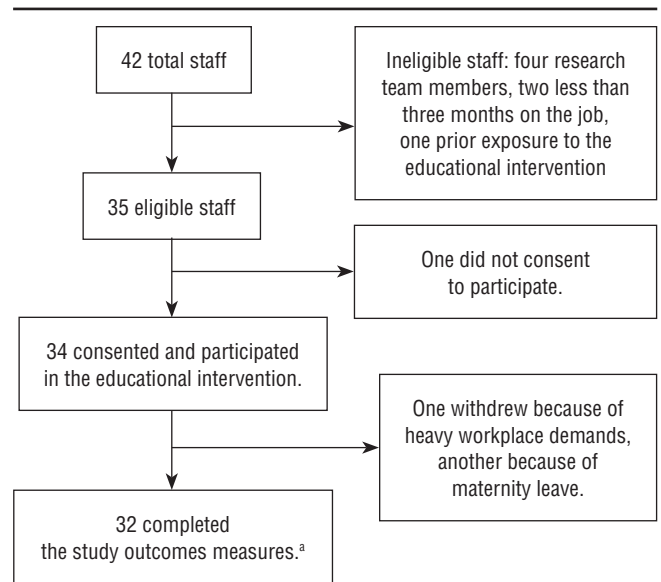 42 total staff
Ineligible staff: four research
team members, two less than
three months on the job,
one prior exposure to the
educational intervention
35 eligible staff
One did not consent
to participate.
34 consented and participated
in the educational intervention.
One withdrew because of
heavy workplace demands,
another because of
maternity leave.
32 completed
the study outcomes measures.ᵃ